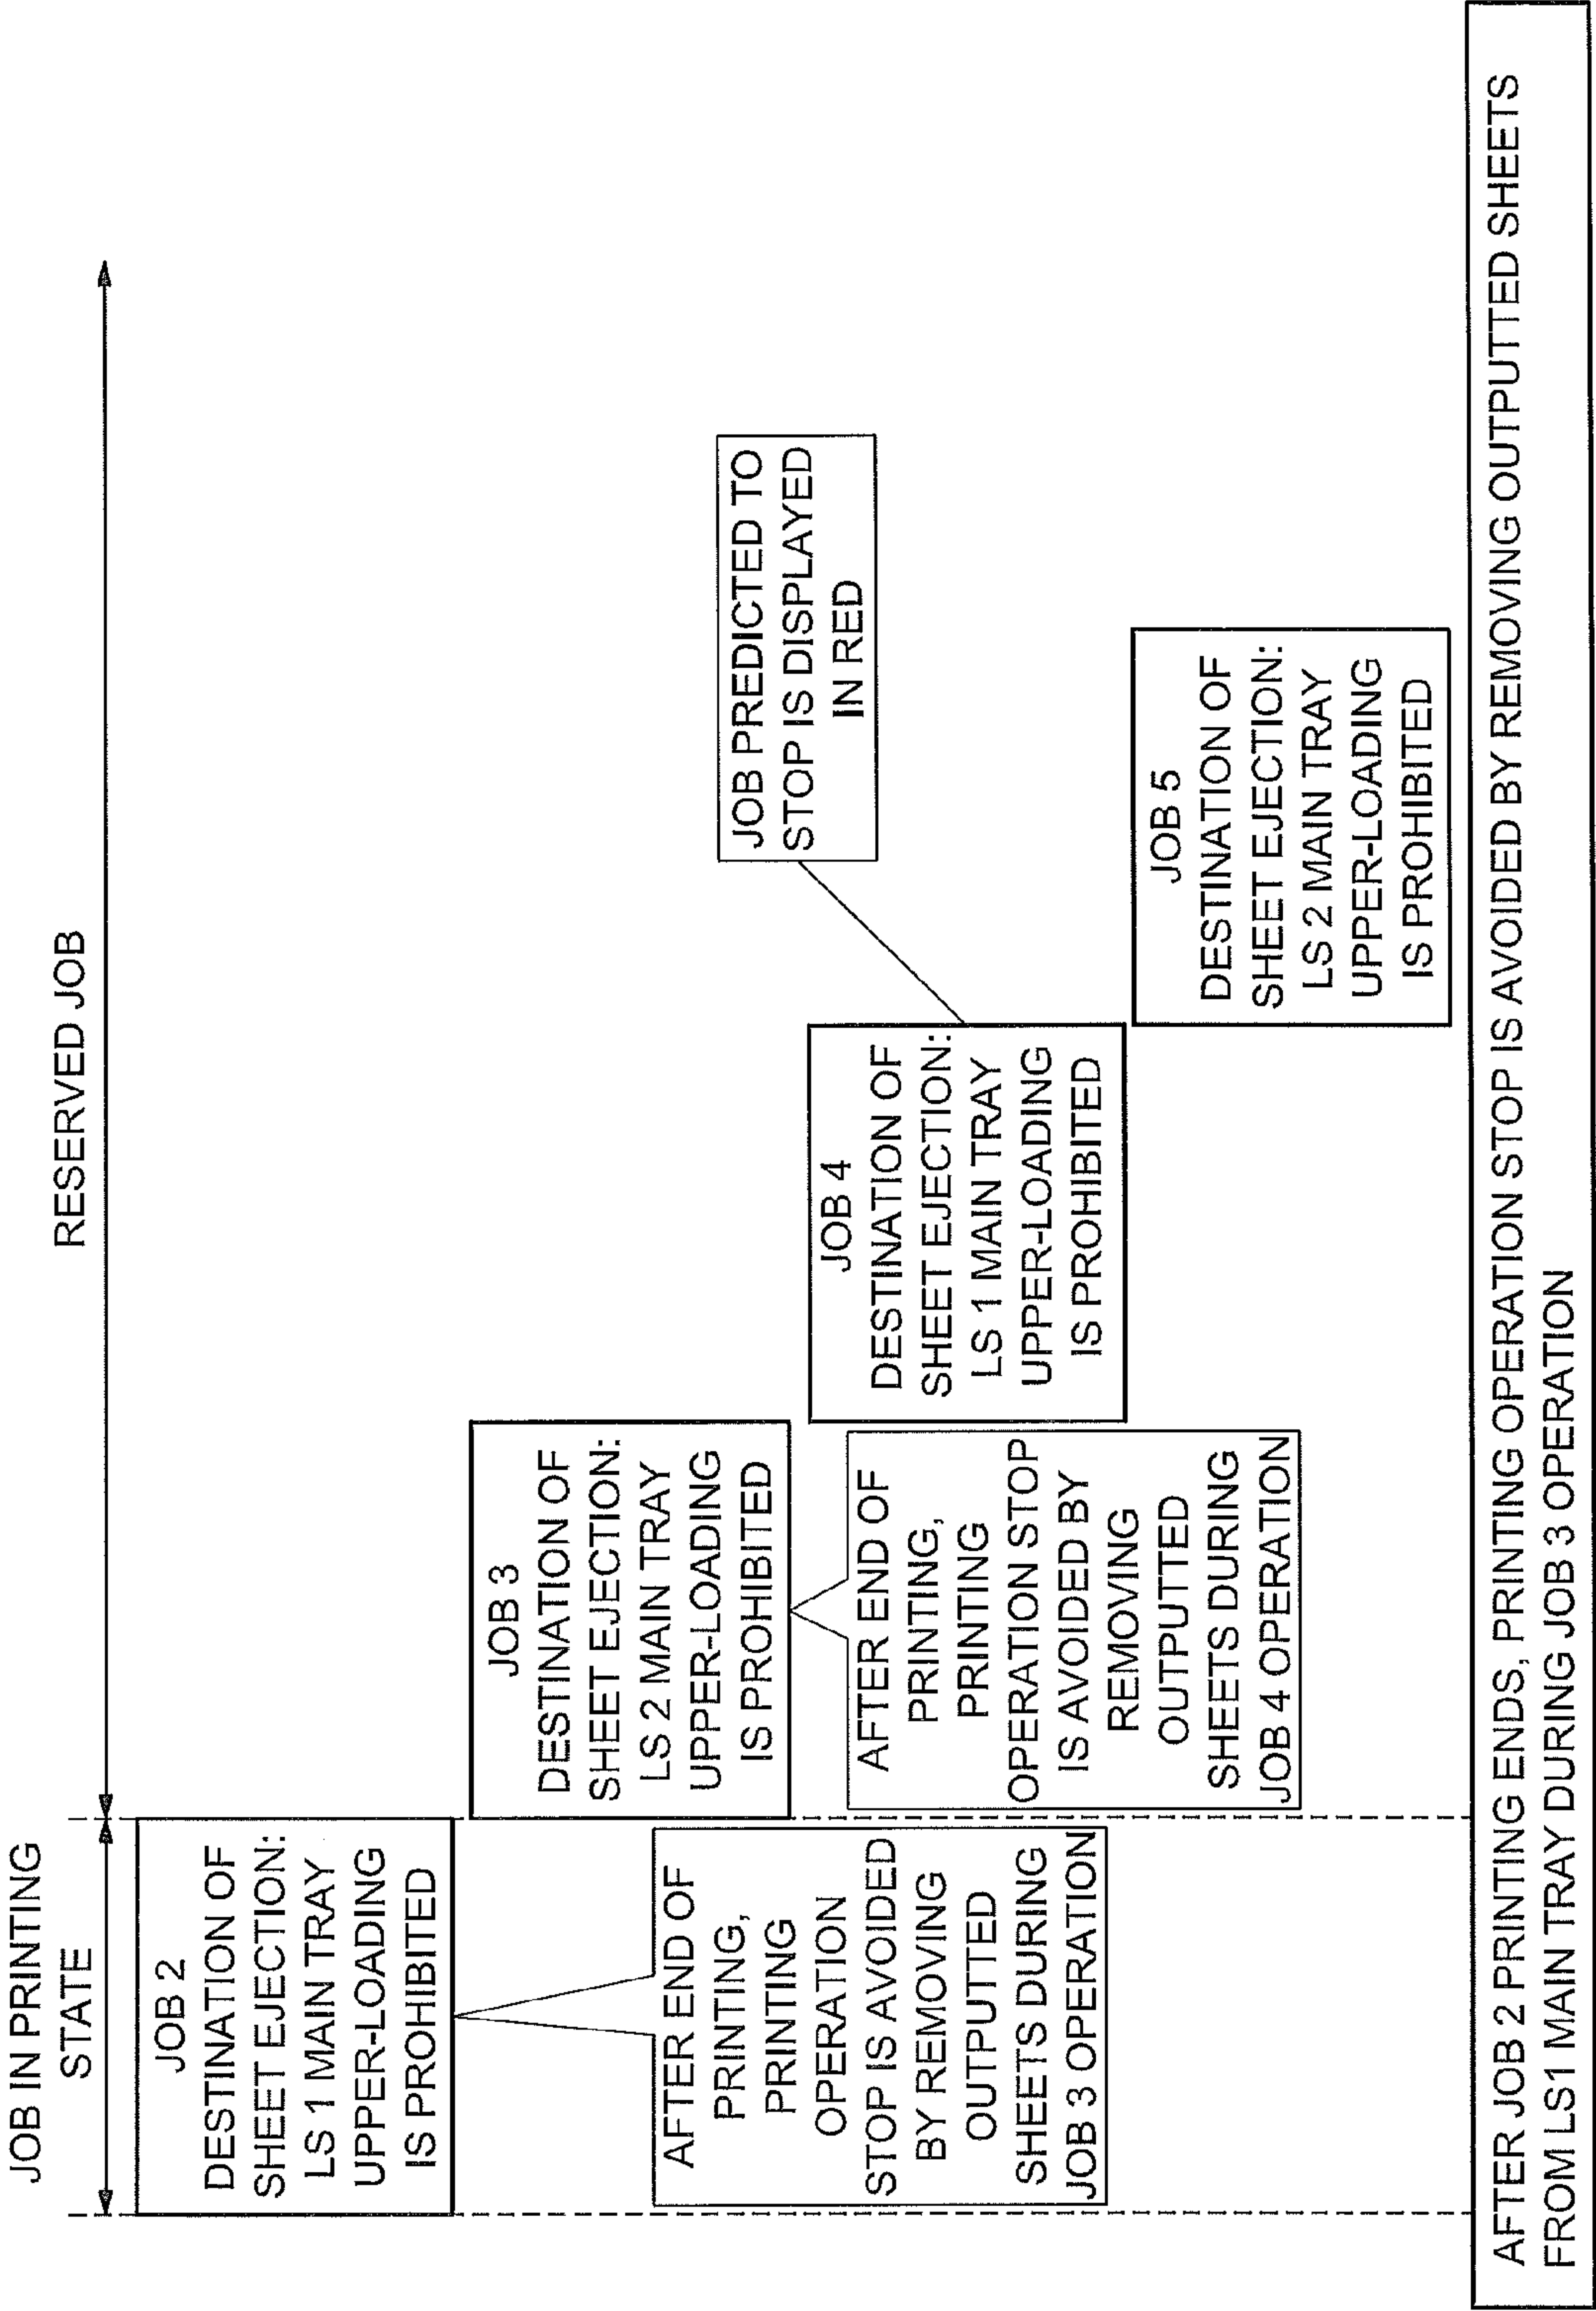 JOB IN PRINTING
STATE
RESERVED JOB
JOB 2
DESTINATION OF
SHEET EJECTION:
LS 1 MAIN TRAY
UPPER-LOADING
IS PROHIBITED
AFTER END OF
PRINTING,
PRINTING
OPERATION
STOP IS AVOIDED
BY REMOVING
OUTPUTTED
SHEETS DURING
JOB 3 OPERATION
JOB 3
DESTINATION OF
SHEET EJECTION:
LS 2 MAIN TRAY
UPPER-LOADING
IS PROHIBITED
AFTER END OF
PRINTING,
PRINTING
OPERATION STOP
IS AVOIDED BY
REMOVING
OUTPUTTED
SHEETS DURING
JOB 4 OPERATION
JOB 4
DESTINATION OF
SHEET EJECTION:
LS 1 MAIN TRAY
UPPER-LOADING
IS PROHIBITED
JOB PREDICTED TO
STOP IS DISPLAYED
IN RED
JOB 5
DESTINATION OF
SHEET EJECTION:
LS 2 MAIN TRAY
UPPER-LOADING
IS PROHIBITED
AFTER JOB 2 PRINTING ENDS, PRINTING OPERATION STOP IS AVOIDED BY REMOVING OUTPUTTED SHEETS
FROM LS1 MAIN TRAY DURING JOB 3 OPERATION